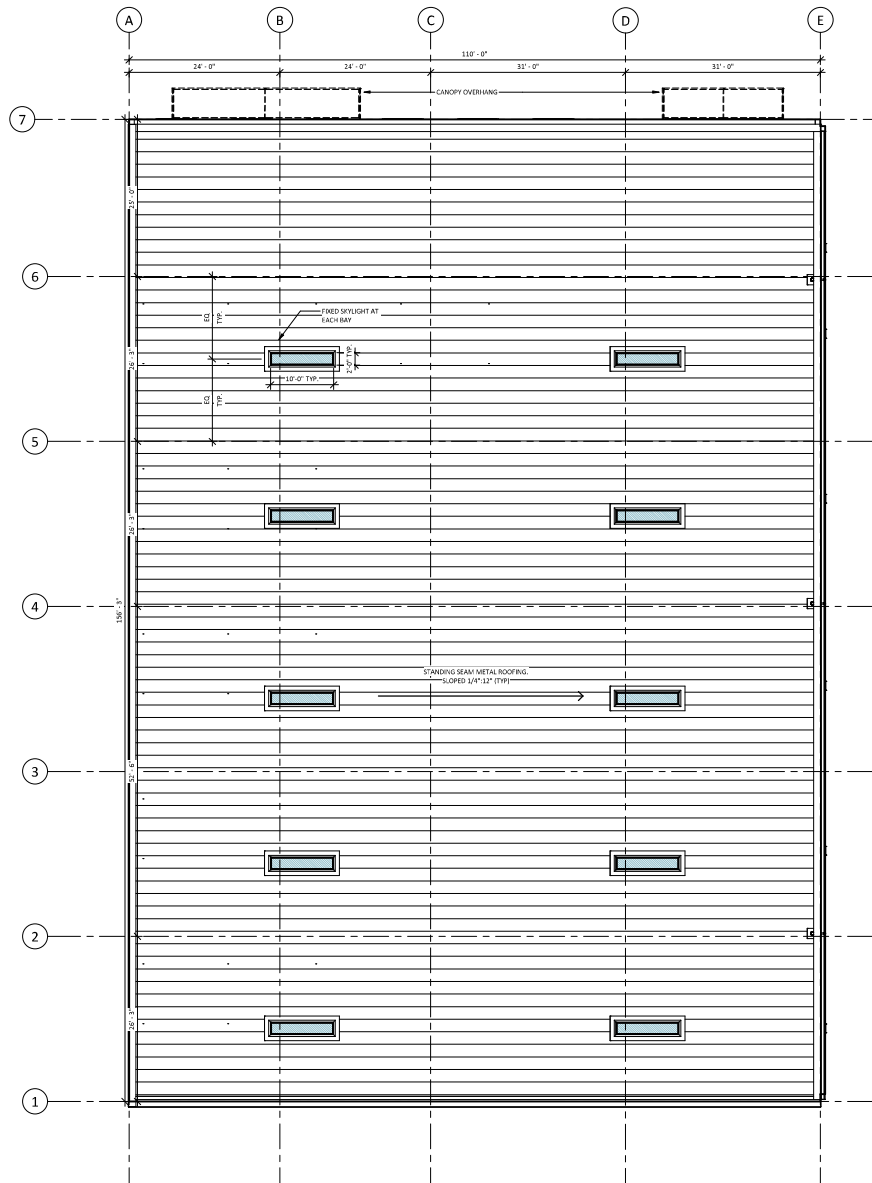 A
B
C
D
E
110' - 0"
24' - 0"
24' - 0"
31' - 0"
31' - 0"
CANOPY OVERHANG
7
25' - 0"
6
EQ
TYP.
FIXED SKYLIGHT AT
EACH BAY
26' - 3"
2'-0" TYP.
10'-0" TYP.
EQ
TYP.
5
26' - 3"
4
156' - 3"
STANDING SEAM METAL ROOFING.
SLOPED 1/4":12" (TYP)
3
52' - 6"
2
26' - 3"
1